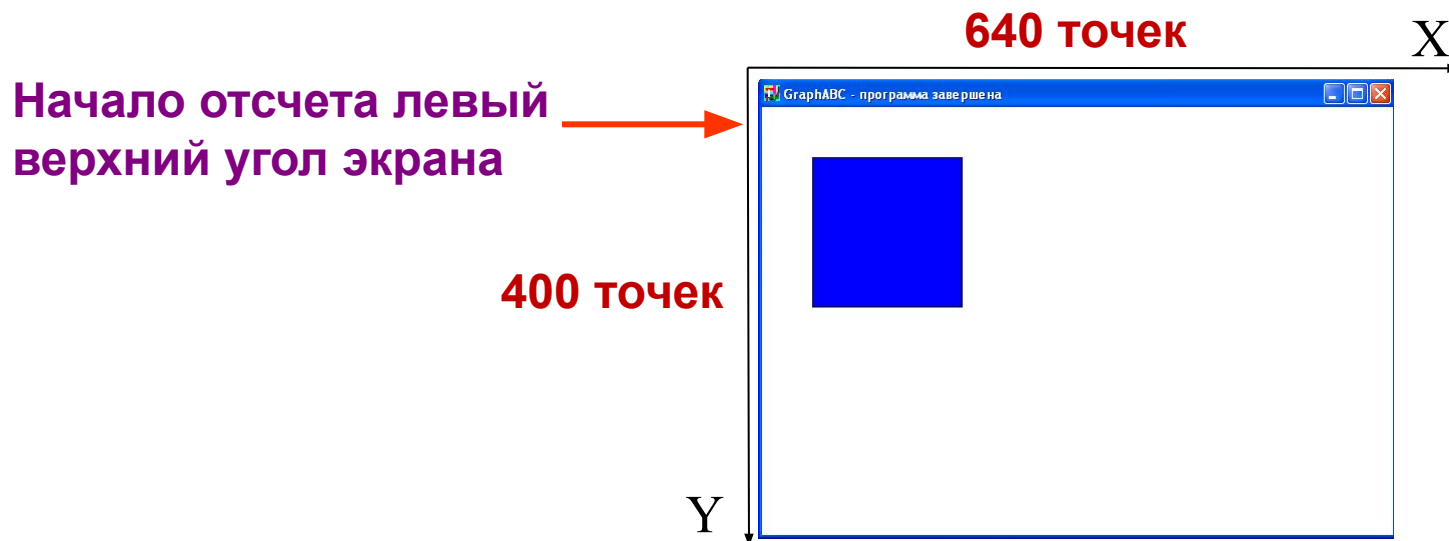 640 точек
X
Начало отсчета левый
верхний угол экрана
GraphABC - программа завершена
400 точек
Y